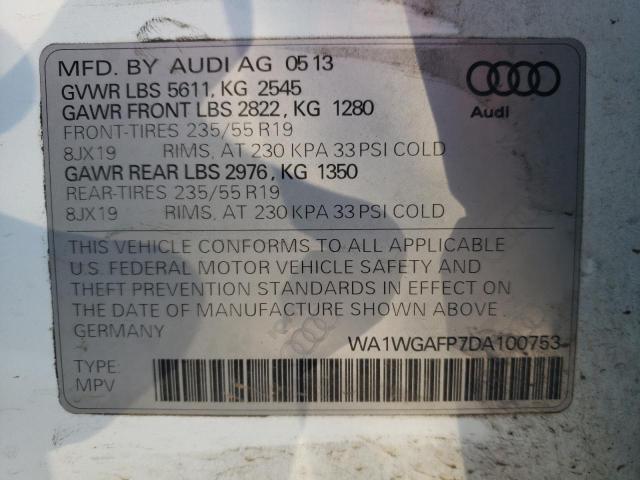 MFD. BY AUDI AG 05 13
GVWR LBS 5611, KG 2545
GAWR FRONT LBS 2822, KG 1280
FRONT-TIRES 235/55 R19
8JX19 RIMS, AT 230 KPA 33 PSI COLD
GAWR REAR LBS 2976, KG 1350
REAR-TIRES 235/55 R19
8JX19 RIMS, AT 230 KPA 33 PSI COLD
Audi
THIS VEHICLE CONFORMS TO ALL APPLICABLE
U.S. FEDERAL MOTOR VEHICLE SAFETY AND
THEFT PREVENTION STANDARDS IN EFFECT ON
THE DATE OF MANUFACTURE SHOWN ABOVE.
GERMANY
WA1WGAFP7DA100753
TYPE:
MPV